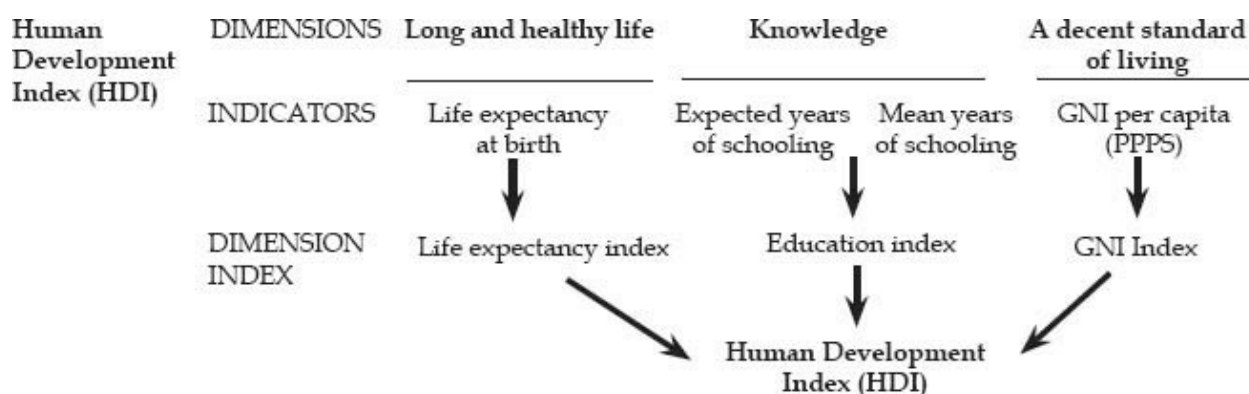 Human
Development
Index (HDI)
DIMENSIONS
Long and healthy life
Knowledge
A decent standard
of living
INDICATORS
Life expectancy
at birth
Expected years
of schooling
Mean years
of schooling
GNI per capita
(PPPS)
DIMENSION
INDEX
Life expectancy index
Education index
GNI Index
Human Development
Index (HDI)